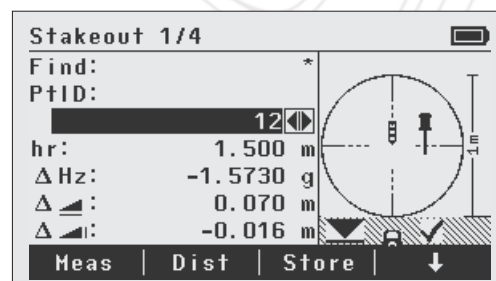 Stakeout 1/4
Find: *
PtID:
12
hr: 1.500 m
Δ Hz: -1.5730 g
Δ : 0.070 m
Δ : -0.016 m
1m
Meas | Dist | Store | ↓